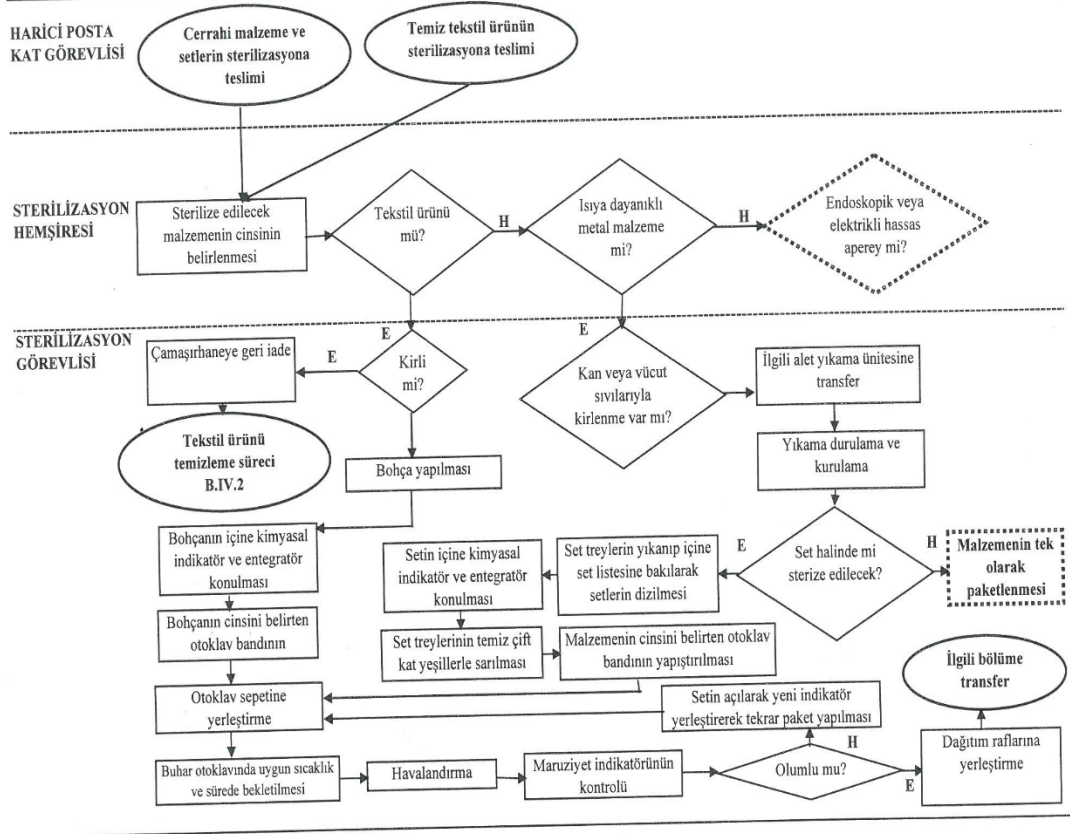 HARİCİ POSTA
KAT GÖREVLİSİ
Cerrahi malzeme ve
setlerin sterilizasyona
teslimi
Temiz tekstil ürünün
sterilizasyona teslimi
STERİLİZASYON
HEMŞİRESİ
Sterilize edilecek
malzemenin cinsinin
belirlenmesi
Tekstil ürünü
mü?
H
Isıya dayanıklı
metal malzeme
mi?
H
Endoskopik veya
elektrikli hassas
aperey mi?
STERİLİZASYON
GÖREVLİSİ
E
E
Çamaşırhaneye geri iade
E
Kirli
mi?
Kan veya vücut
sıvılarıyla
kirlenme var mı?
İlgili alet yıkama ünitesine
transfer
Tekstil ürünü
temizleme süreci
B.IV.2
Bohça yapılması
Yıkama durulama ve
kurulama
Bohçanın içine kimyasal
indikatör ve entegratör
konulması
Setin içine kimyasal
indikatör ve entegratör
konulması
Set treylerin yıkanıp içine
set listesine bakılarak
setlerin dizilmesi
E
Set halinde mi
sterize edilecek?
H
Malzemenin tek
olarak
paketlenmesi
Bohçanın cinsini belirten
otoklav bandının
Set treylerinin temiz çift
kat yeşillerle sarılması
Malzemenin cinsini belirten otoklav
bandının yapıştırılması
İlgili bölüme
transfer
Otoklav sepetine
yerleştirme
Setin açılarak yeni indikatör
yerleştirerek tekrar paket yapılması
H
Buhar otoklavında uygun sıcaklık
ve sürede bekletilmesi
Havalandırma
Maruziyet indikatörünün
kontrolü
Olumlu mu?
E
Dağıtım raflarına
yerleştirme